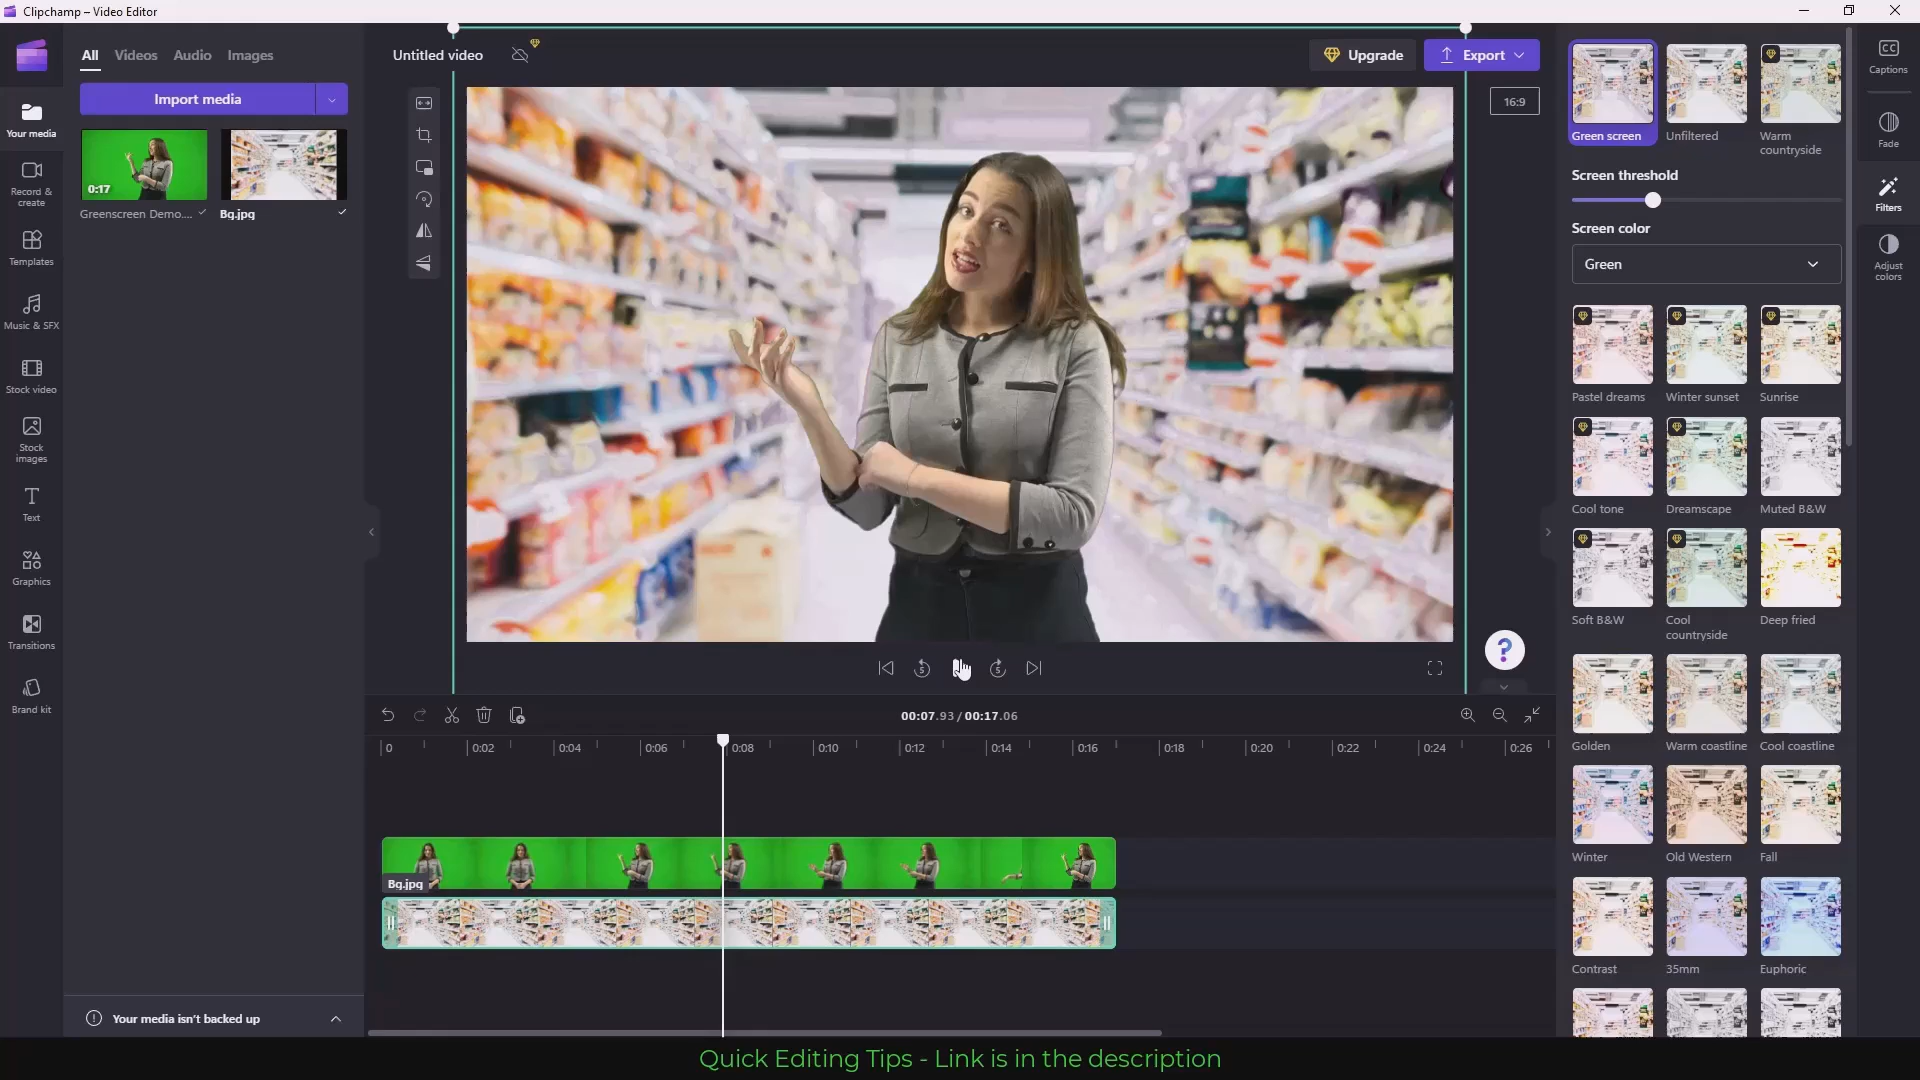 Clipchamp – Video Editor
All Videos Audio Images
Import media
0:17
Greenscreen Demo....
Bg.jpg
Your media
Record & create
Templates
Music & SFX
Stock video
Stock images
Text
Graphics
Transitions
Brand kit
Your media isn't backed up
Untitled video
Upgrade
Export
16:9
5
5
?
00:07.93 / 00:17.06
0 0:02 0:04 0:06 0:08 0:10 0:12 0:14 0:16 0:18 0:20 0:22 0:24 0:26
Bg.jpg
Green screen
Unfiltered
Warm countryside
Screen threshold
Screen color
Green
Pastel dreams
Winter sunset
Sunrise
Cool tone
Dreamscape
Muted B&W
Soft B&W
Cool countryside
Deep fried
Golden
Warm coastline
Cool coastline
Winter
Old Western
Fall
Contrast
35mm
Euphoric
CC
Captions
Fade
Filters
Adjust colors
Quick Editing Tips - Link is in the description